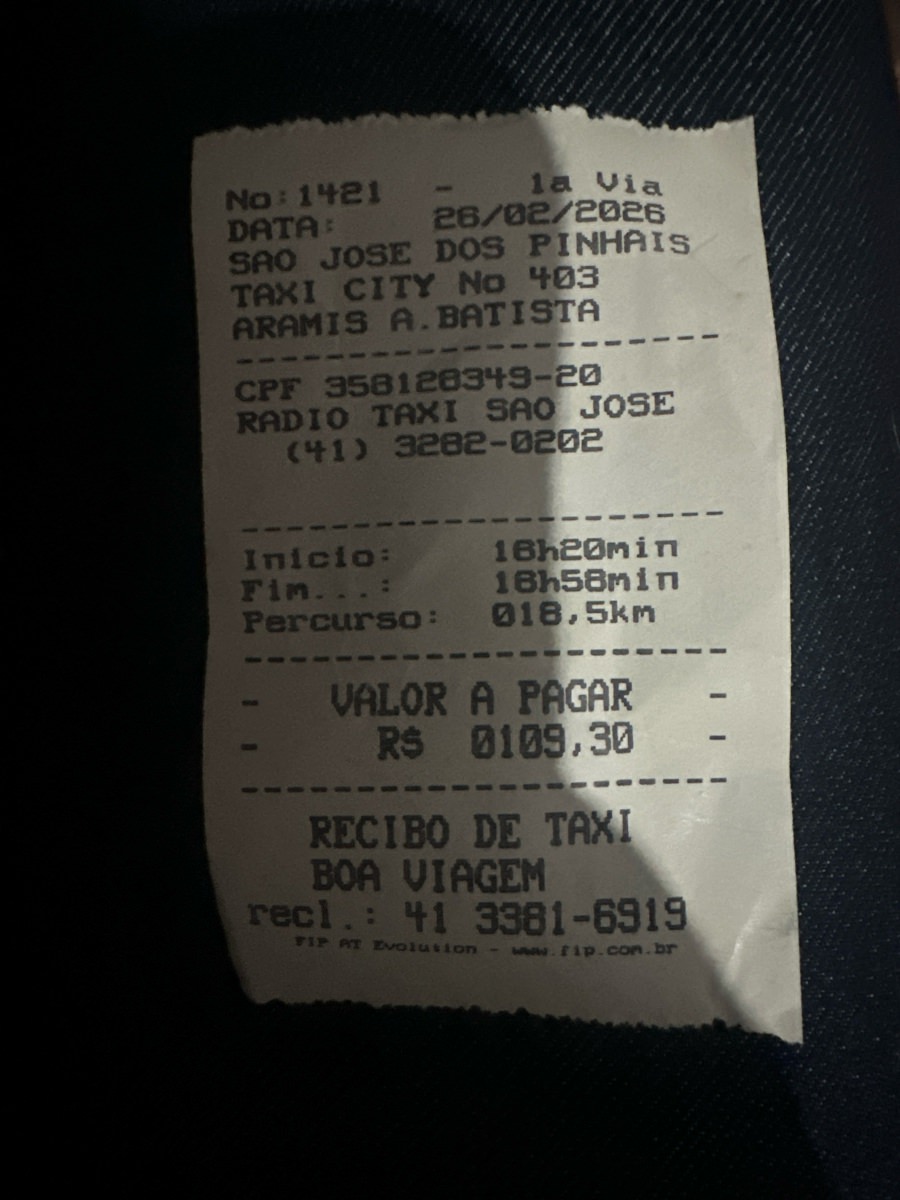 No:1421 - 1a Via
DATA: 26/02/2026
SAO JOSE DOS PINHAIS
TAXI CITY No 403
ARAMIS A.BATISTA
---------------------
CPF 358128349-20
RADIO TAXI SAO JOSE
(41) 3282-0202
---------------------
Inicio: 18h20min
Fim...: 18h58min
Percurso: 018,5km
---------------------
- VALOR A PAGAR -
- R$ 0109,30 -
---------------------
RECIBO DE TAXI
BOA VIAGEM
recl.: 41 3381-6919
FIP AT Evolution - www.fip.com.br